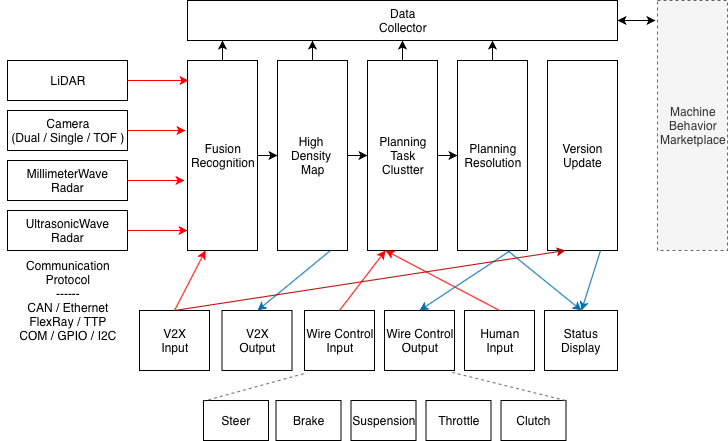 Data
Collector
LiDAR
Camera
(Dual / Single / TOF )
MillimeterWave
Radar
UltrasonicWave
Radar
Fusion
Recognition
High
Density
Map
Planning
Task
Clustter
Planning
Resolution
Version
Update
Machine
Behavior
Marketplace
Communication
Protocol
------
CAN / Ethernet
FlexRay / TTP
COM / GPIO / I2C
V2X
Input
V2X
Output
Wire Control
Input
Wire Control
Output
Human
Input
Status
Display
Steer
Brake
Suspension
Throttle
Clutch